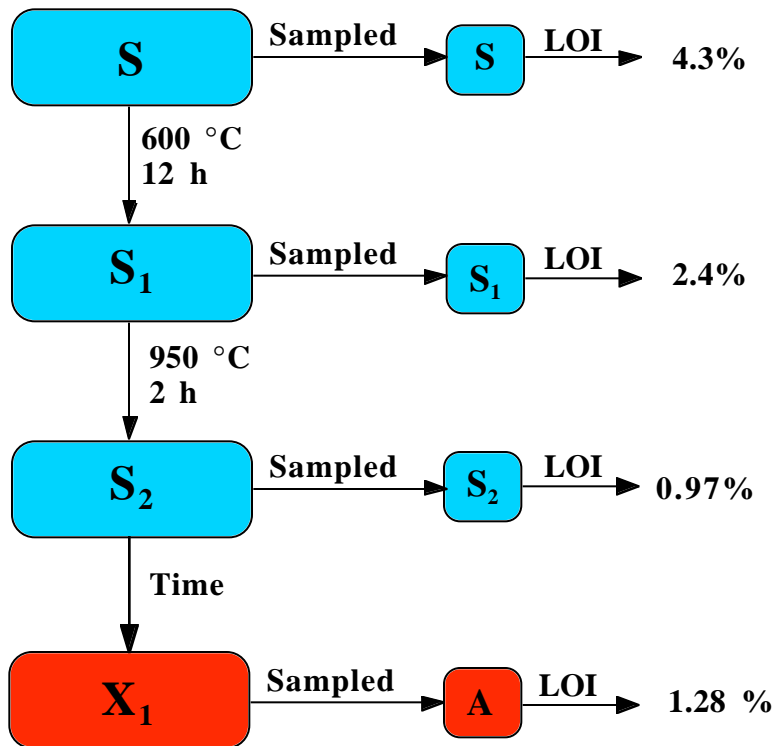 S Sampled S LOI 4.3%
600 °C
12 h
S₁ Sampled S₁ LOI 2.4%
950 °C
2 h
S₂ Sampled S₂ LOI 0.97%
Time
X₁ Sampled A LOI 1.28 %